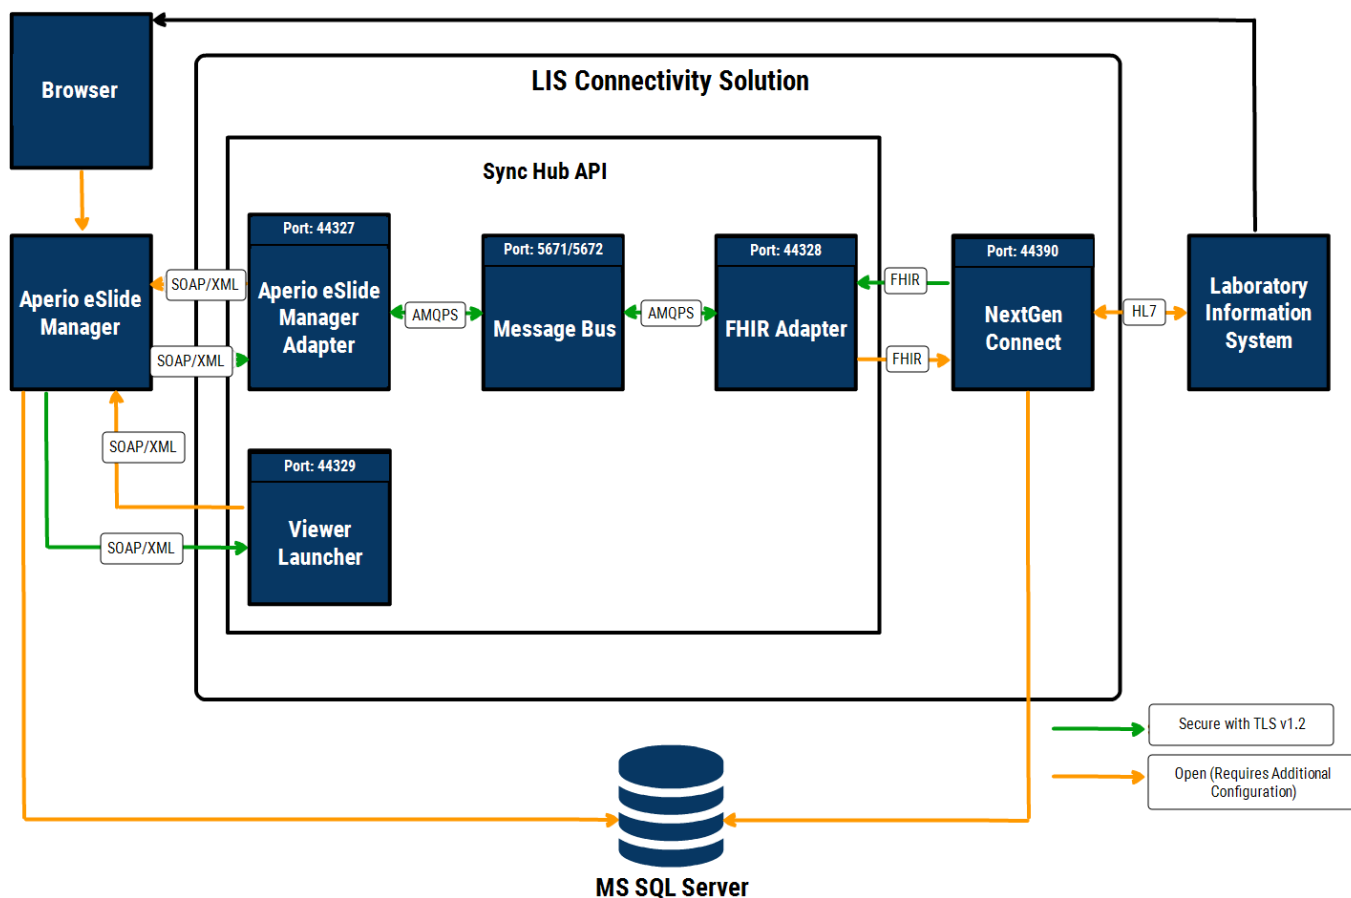 LIS Connectivity Solution
Browser
Sync Hub API
Port: 44327
Port: 5671/5672
Port: 44328
Port: 44390
SOAP/XML
Aperio eSlide
Manager
Aperio eSlide
Manager
Adapter
AMQPS
Message Bus
AMQPS
FHIR Adapter
FHIR
NextGen
Connect
HL7
Laboratory
Information
System
SOAP/XML
FHIR
SOAP/XML
Port: 44329
Viewer
Launcher
SOAP/XML
Secure with TLS v1.2
Open (Requires Additional
Configuration)
MS SQL Server